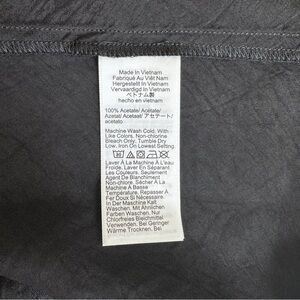 Made In Vietnam
Fabriqué Au Viêt Nam
Hergestellt In Vietnam
Vervaardigd In Vietnam
ベトナム製
hecho en vietnam
100% Acetate/ Acétate/
Azetat/ Acetaat/ アセテート/
acetato
Machine Wash Cold, With
Like Colors, Non-chlorine
Bleach Only, Tumble Dry
Low, Iron On Lowest Setting.
Laver À La Machine À L'eau
Froide, Laver En Séparant
Les Couleurs, Seulement
Agent De Blanchiment
Non-chloré, Sécher À La
Machine À Basse
Température, Repasser À
Fer Doux Si Nécessaire.
In Der Maschine Kalt
Waschen, Mit Ähnlichen
Farben Waschen, Nur
Chlorfreies Bleichmittel
Verwenden, Bei Geringer
Wärme Trocknen, Bei